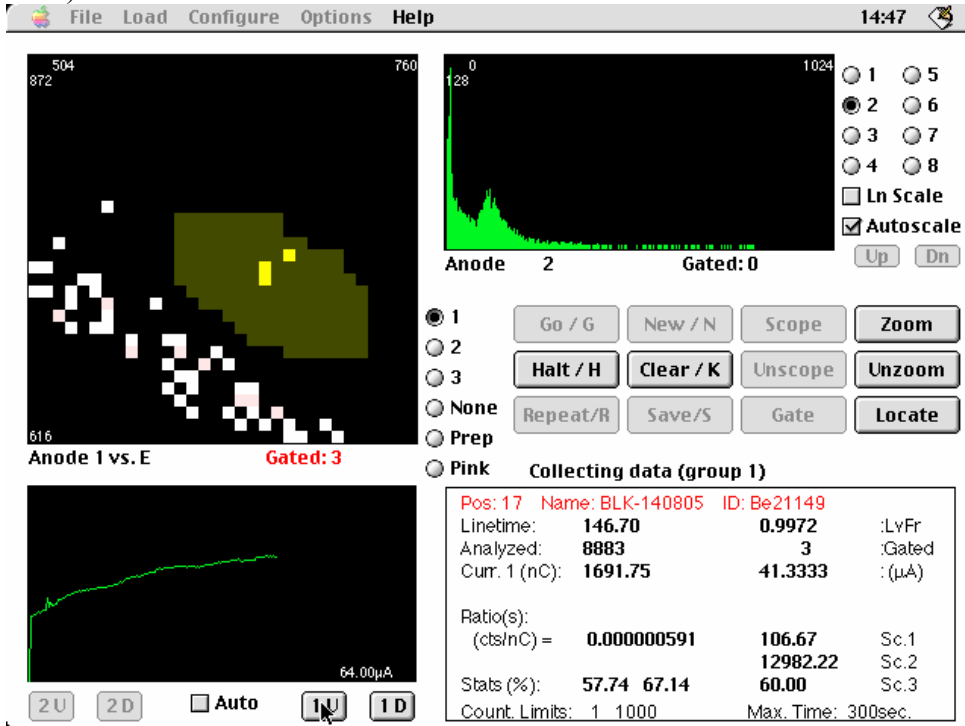 File Load Configure Options Help 14:47
504 760
872
616
Anode 1 vs. E Gated: 3
0 1024
128
Anode 2 Gated: 0
1 5
2 6
3 7
4 8
Ln Scale
Autoscale
Up Dn
1
2
3
None
Prep
Pink
Go / G New / N Scope Zoom
Halt / H Clear / K Unscope Unzoom
Repeat/R Save/S Gate Locate
Collecting data (group 1)
Pos: 17 Name: BLK-140805 ID: Be21149
Linetime: 146.70 0.9972 :LvFr
Analyzed: 8883 3 :Gated
Curr. 1 (nC): 1691.75 41.3333 : (µA)
Ratio(s):
(cts/nC) = 0.000000591 106.67 Sc.1
12982.22 Sc.2
Stats (%): 57.74 67.14 60.00 Sc.3
Count. Limits: 1 1000 Max. Time: 300sec.
64.00µA
2 U 2 D Auto 1 U 1 D